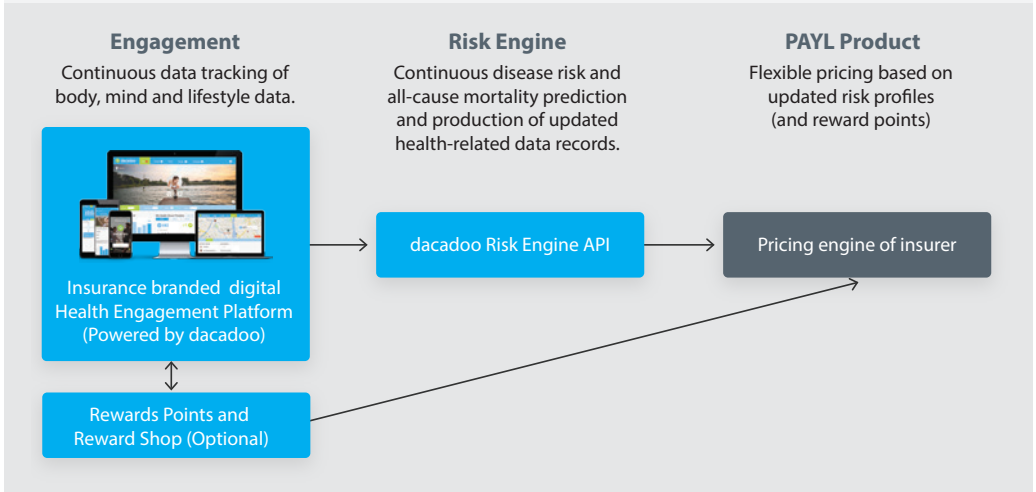 Engagement
Continuous data tracking of
body, mind and lifestyle data.
Risk Engine
Continuous disease risk and
all-cause mortality prediction
and production of updated
health-related data records.
PAYL Product
Flexible pricing based on
updated risk profiles
(and reward points)
Insurance branded digital
Health Engagement Platform
(Powered by dacadoo)
dacadoo Risk Engine API
Pricing engine of insurer
Rewards Points and
Reward Shop (Optional)